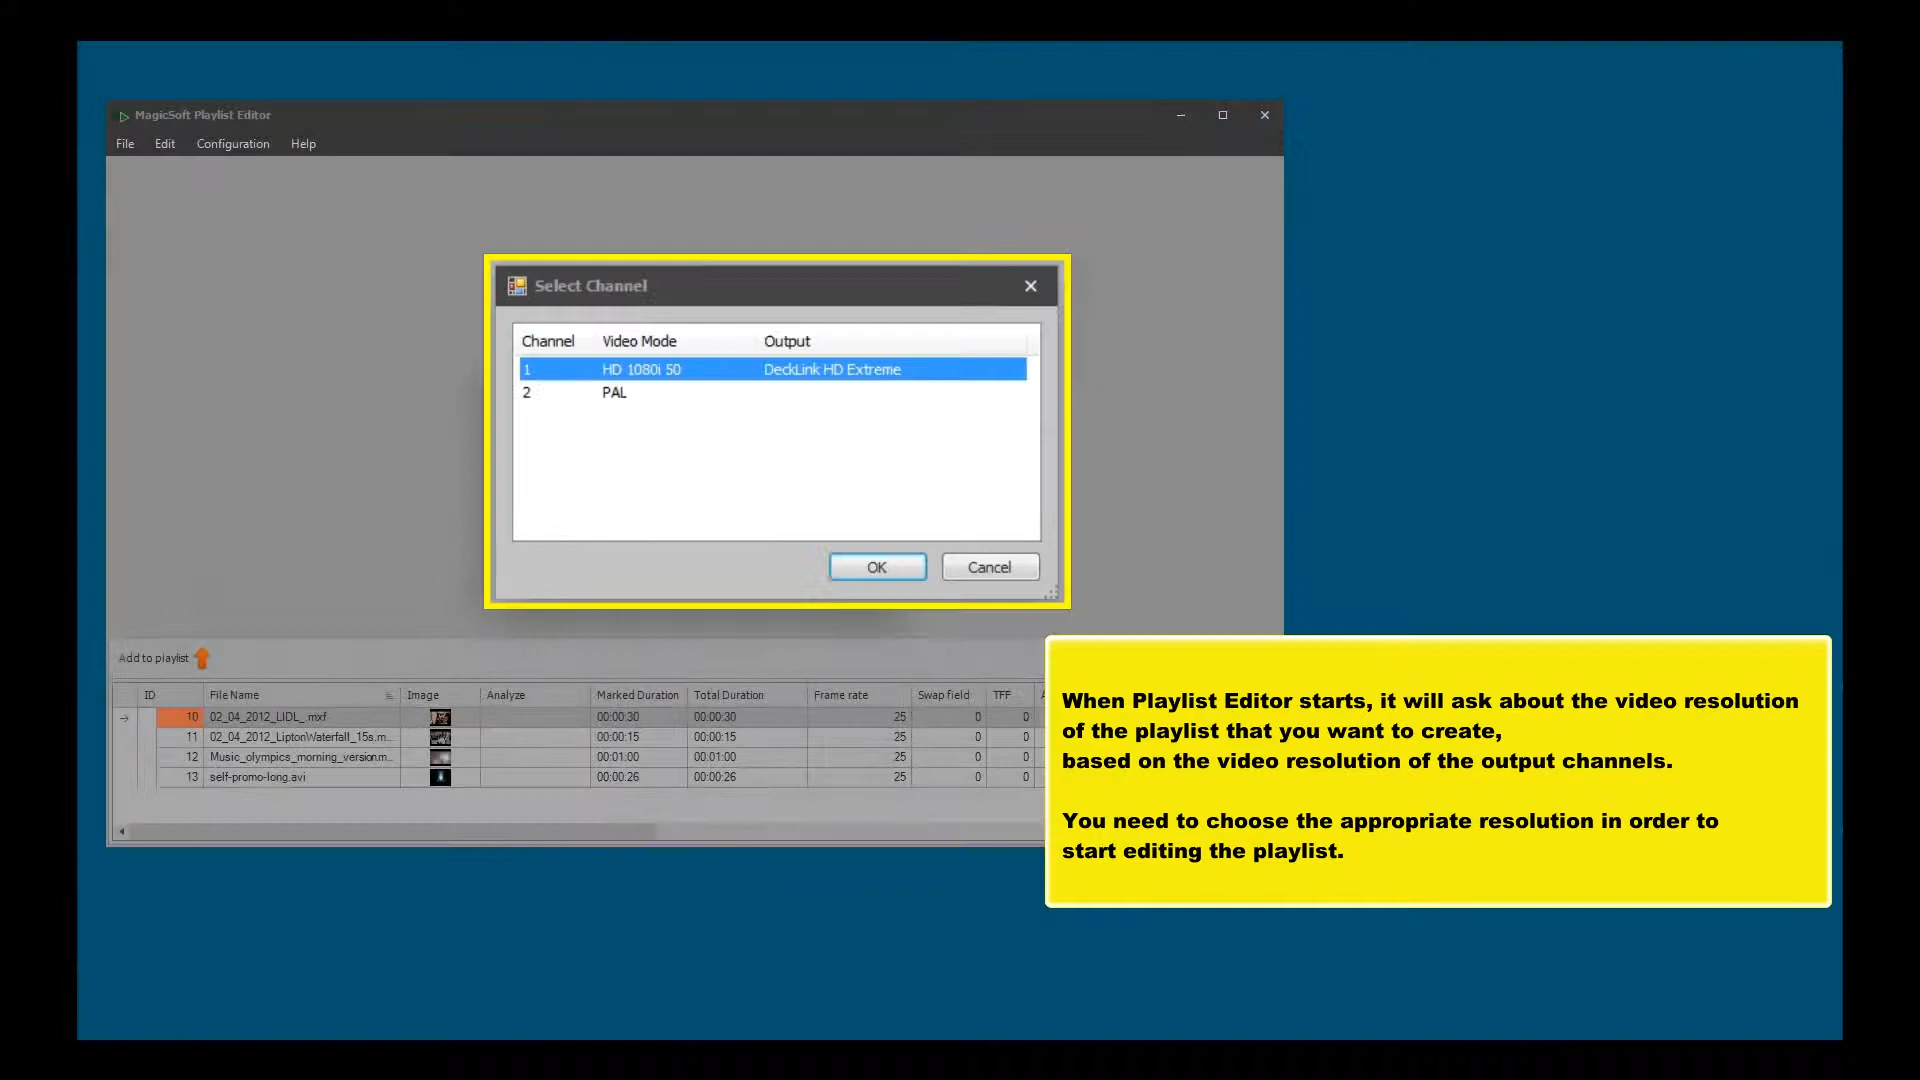 MagicSoft Playlist Editor
File Edit Configuration Help
Select Channel
Channel Video Mode Output
1 HD 1080i 50 DeckLink HD Extreme
2 PAL
OK Cancel
Add to playlist
ID File Name Image Analyze Marked Duration Total Duration Frame rate Swap field TFF
10 02_04_2012_LIDL_.mxf 00:00:30 00:00:30 25 0 0
11 02_04_2012_LiptonWaterfall_15s.m... 00:00:15 00:00:15 25 0 0
12 Music_olympics_morning_version.m... 00:01:00 00:01:00 25 0 0
13 self-promo-long.avi 00:00:26 00:00:26 25 0 0
When Playlist Editor starts, it will ask about the video resolution
of the playlist that you want to create,
based on the video resolution of the output channels.
You need to choose the appropriate resolution in order to
start editing the playlist.